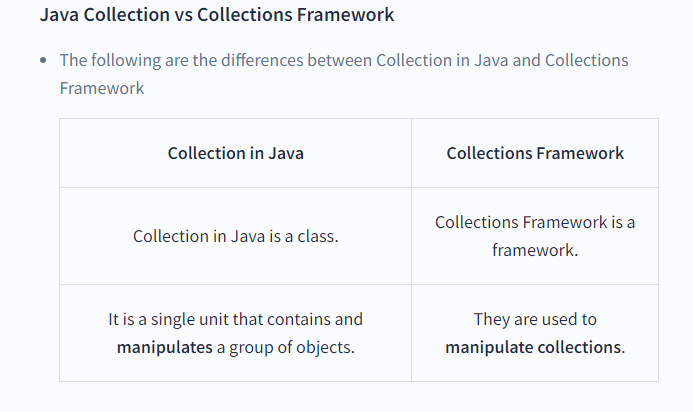 Java Collection vs Collections Framework
The following are the differences between Collection in Java and Collections
Framework
Collection in Java
Collections Framework
Collection in Java is a class.
Collections Framework is a
framework.
It is a single unit that contains and
manipulates a group of objects.
They are used to
manipulate collections.